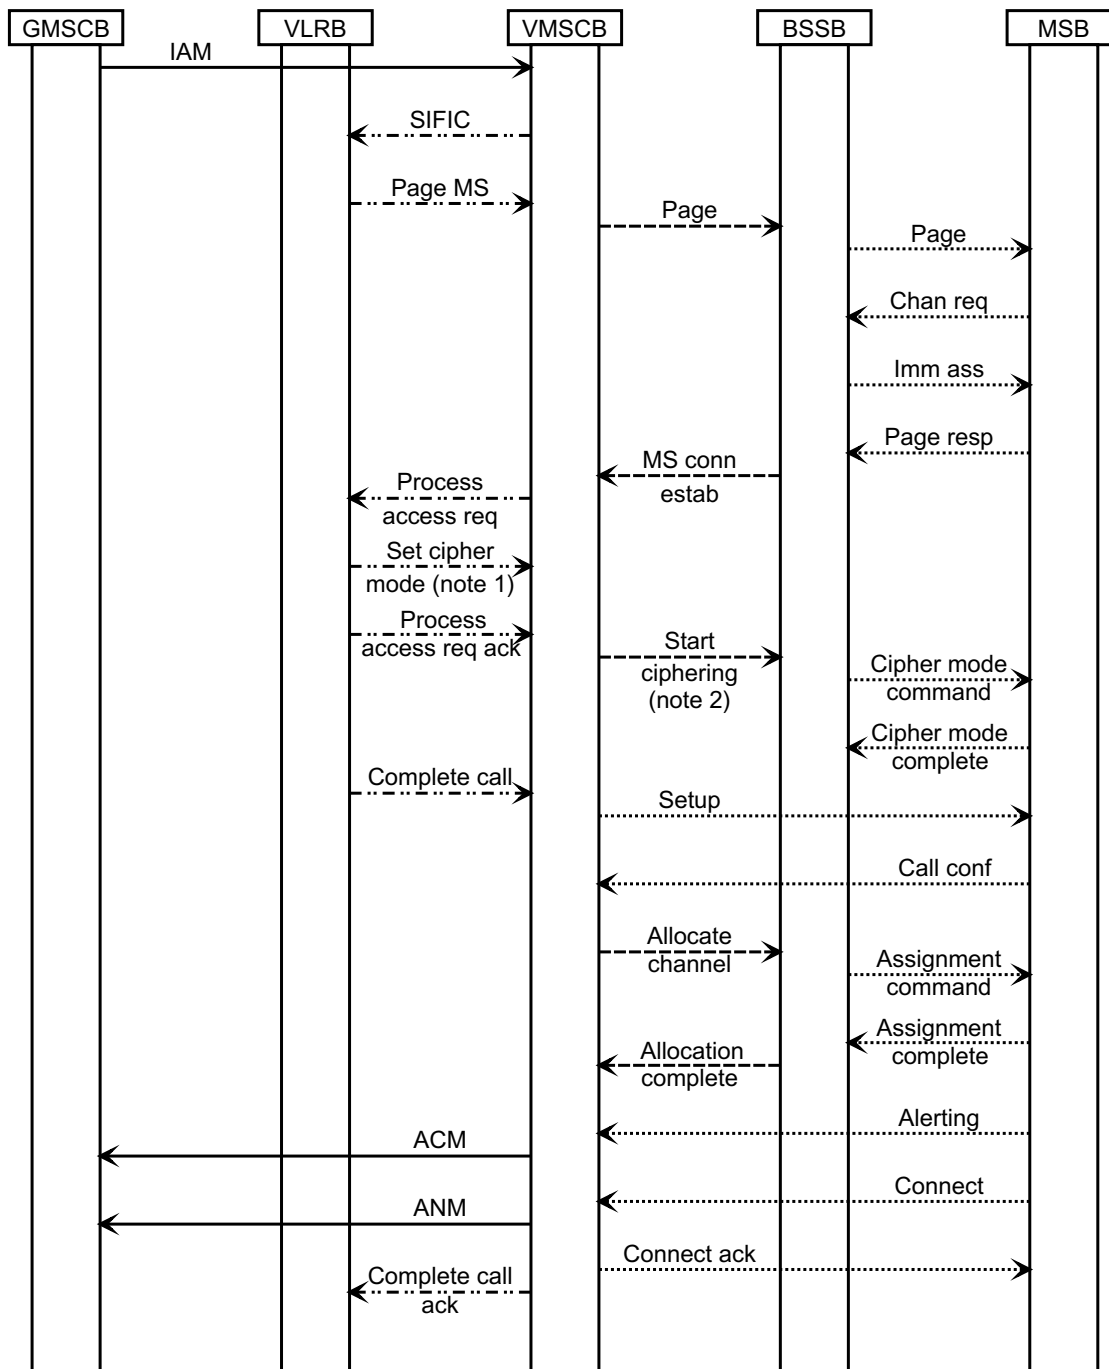 GMSCB
VLRB
VMSCB
BSSB
MSB
IAM
SIFIC
Page MS
Page
Page
Chan req
Imm ass
Page resp
MS conn
estab
Process
access req
Set cipher
mode (note 1)
Process
access req ack
Start
ciphering
(note 2)
Cipher mode
command
Cipher mode
complete
Complete call
Setup
Call conf
Allocate
channel
Assignment
command
Assignment
complete
Allocation
complete
Alerting
ACM
Connect
ANM
Connect ack
Complete call
ack